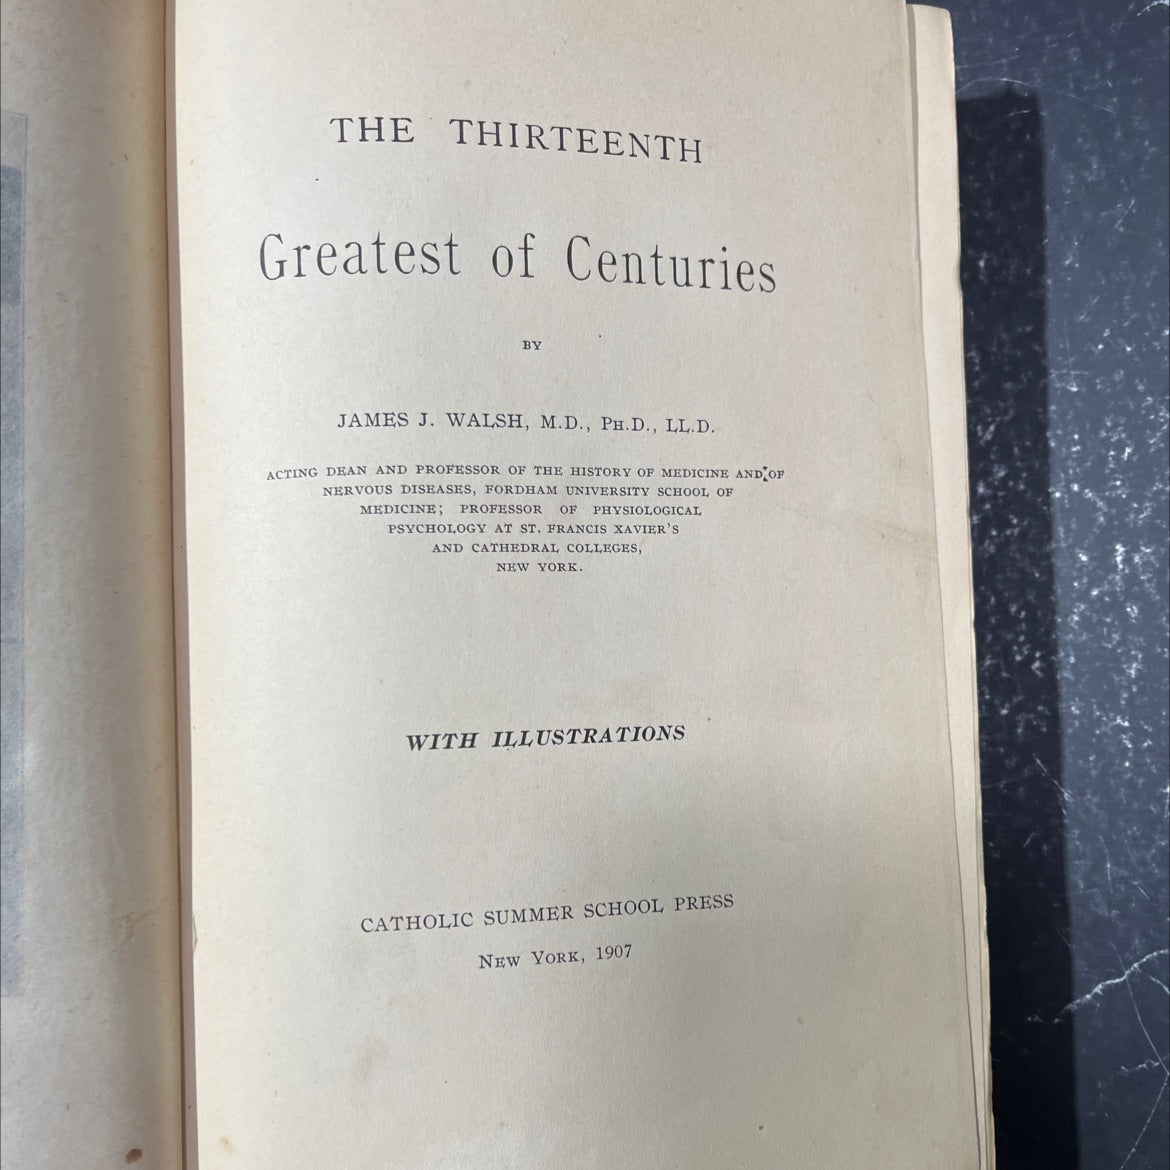 THE THIRTEENTH
Greatest of Centuries
BY
JAMES J. WALSH, M.D., PH.D., LL.D.
ACTING DEAN AND PROFESSOR OF THE HISTORY OF MEDICINE AND OF
NERVOUS DISEASES, FORDHAM UNIVERSITY SCHOOL OF
MEDICINE; PROFESSOR OF PHYSIOLOGICAL
PSYCHOLOGY AT ST. FRANCIS XAVIER'S
AND CATHEDRAL COLLEGES,
NEW YORK.
WITH ILLUSTRATIONS
CATHOLIC SUMMER SCHOOL PRESS
NEW YORK, 1907